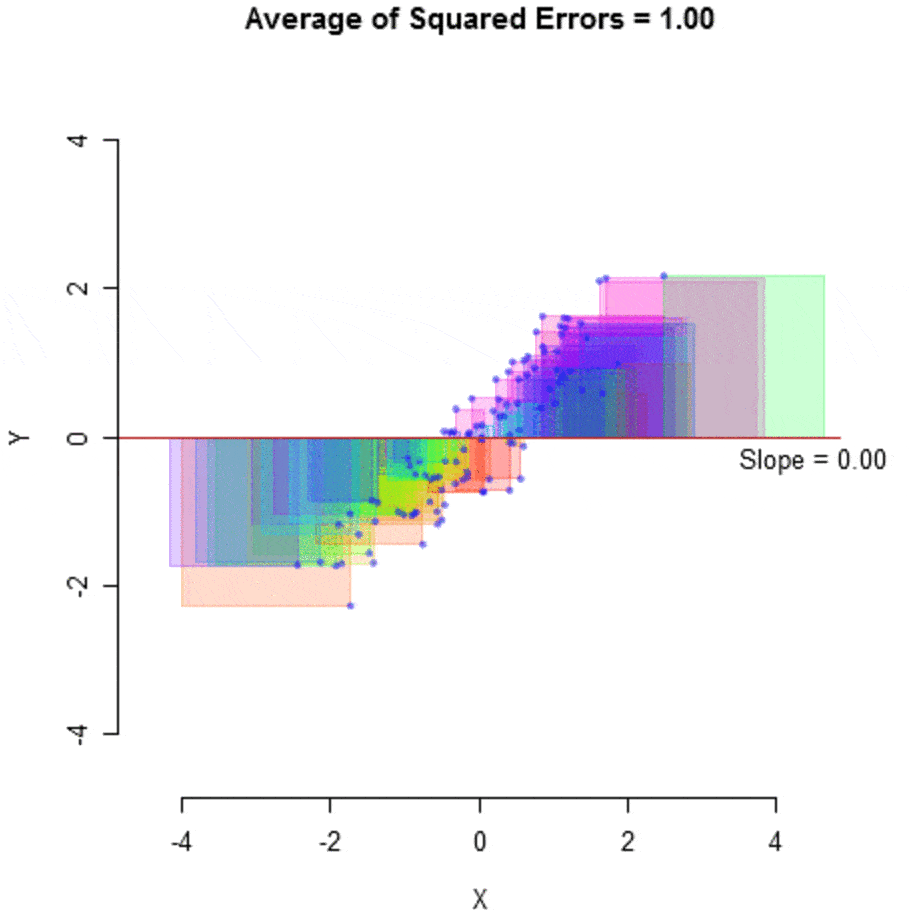 Average of Squared Errors = 1.00
4
2
0
-2
-4
Y
Slope = 0.00
-4
-2
0
2
4
X